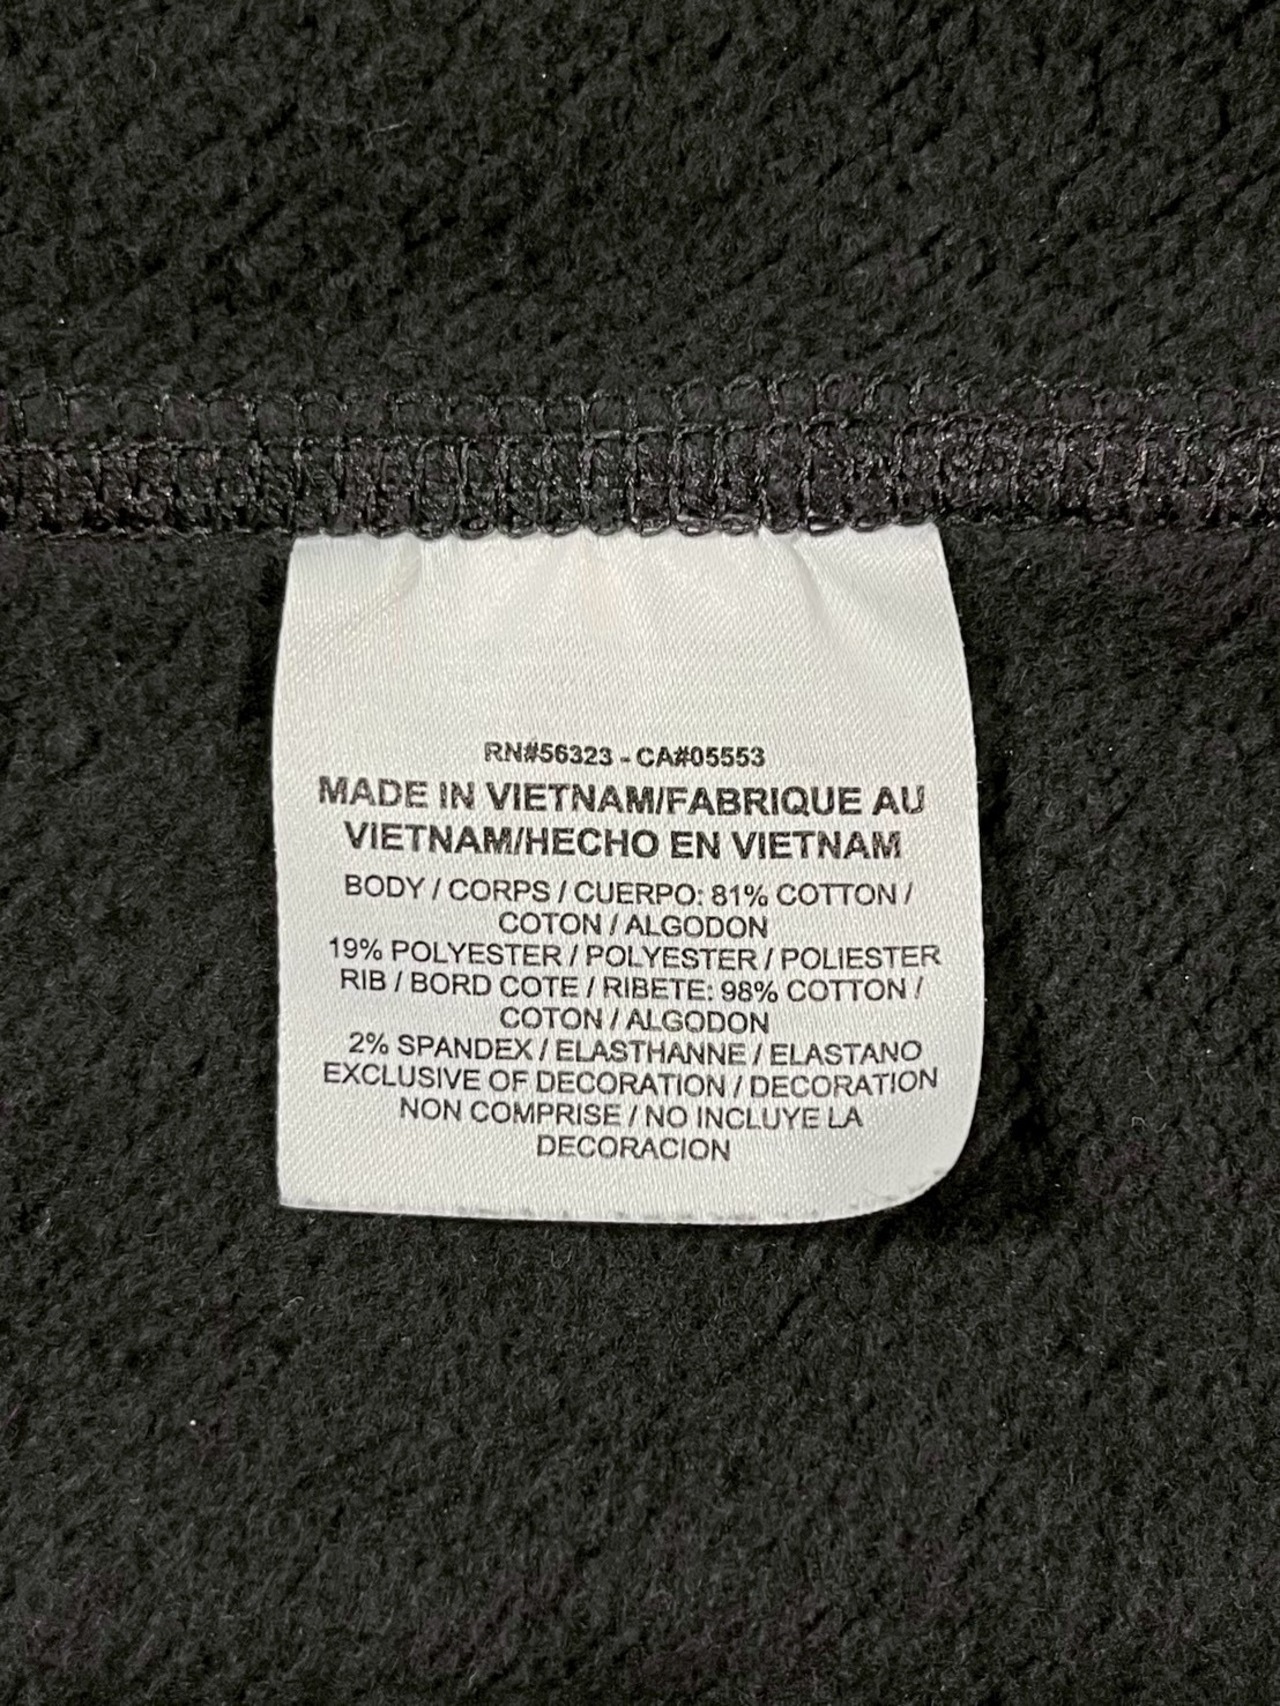 RN#56323 - CA#05553
MADE IN VIETNAM/FABRIQUE AU
VIETNAM/HECHO EN VIETNAM
BODY / CORPS / CUERPO: 81% COTTON /
COTON / ALGODON
19% POLYESTER / POLYESTER / POLIESTER
RIB / BORD COTE / RIBETE: 98% COTTON /
COTON / ALGODON
2% SPANDEX / ELASTHANNE / ELASTANO
EXCLUSIVE OF DECORATION / DECORATION
NON COMPRISE / NO INCLUYE LA
DECORACION